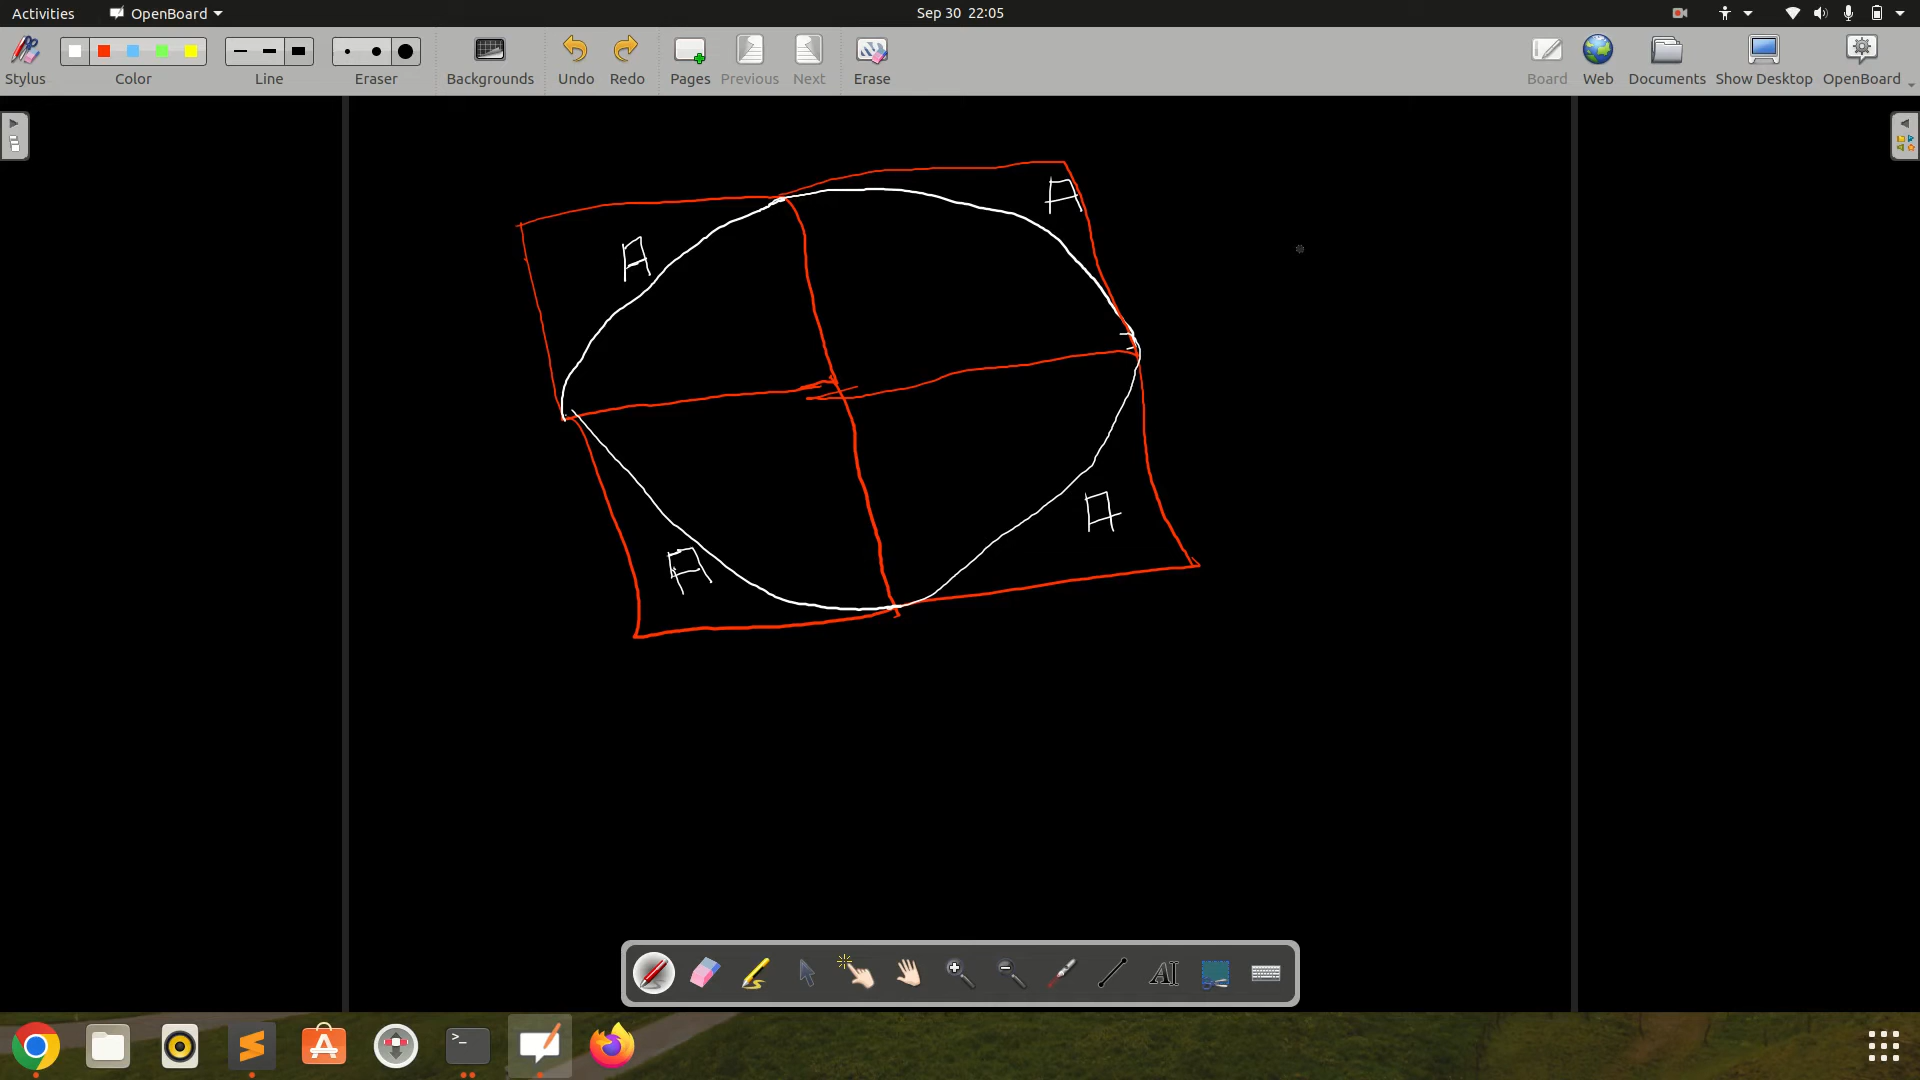 Activities OpenBoard Sep 30 22:05
Stylus Color Line Eraser Backgrounds Undo Redo Pages Previous Next Erase Board Web Documents Show Desktop OpenBoard
A
A
A
A
AI